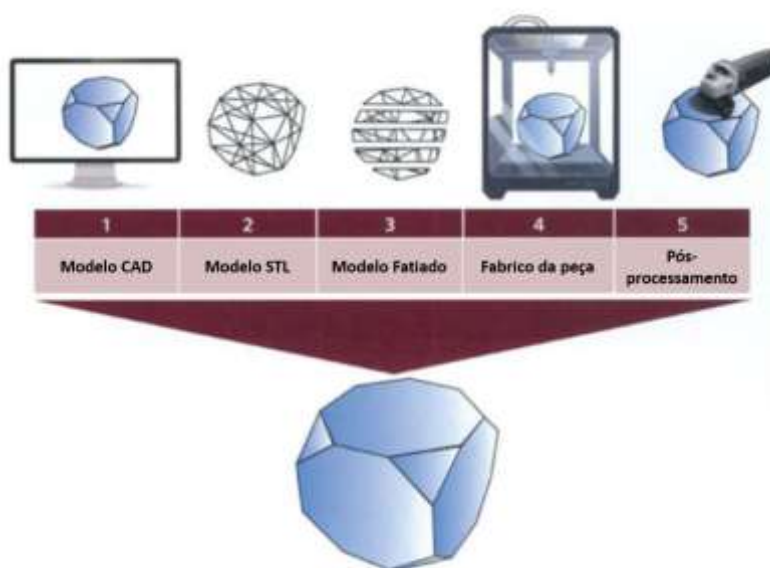 1 2 3 4 5
Modelo CAD Modelo STL Modelo Fatiado Fabrico da peça Pós-
processamento